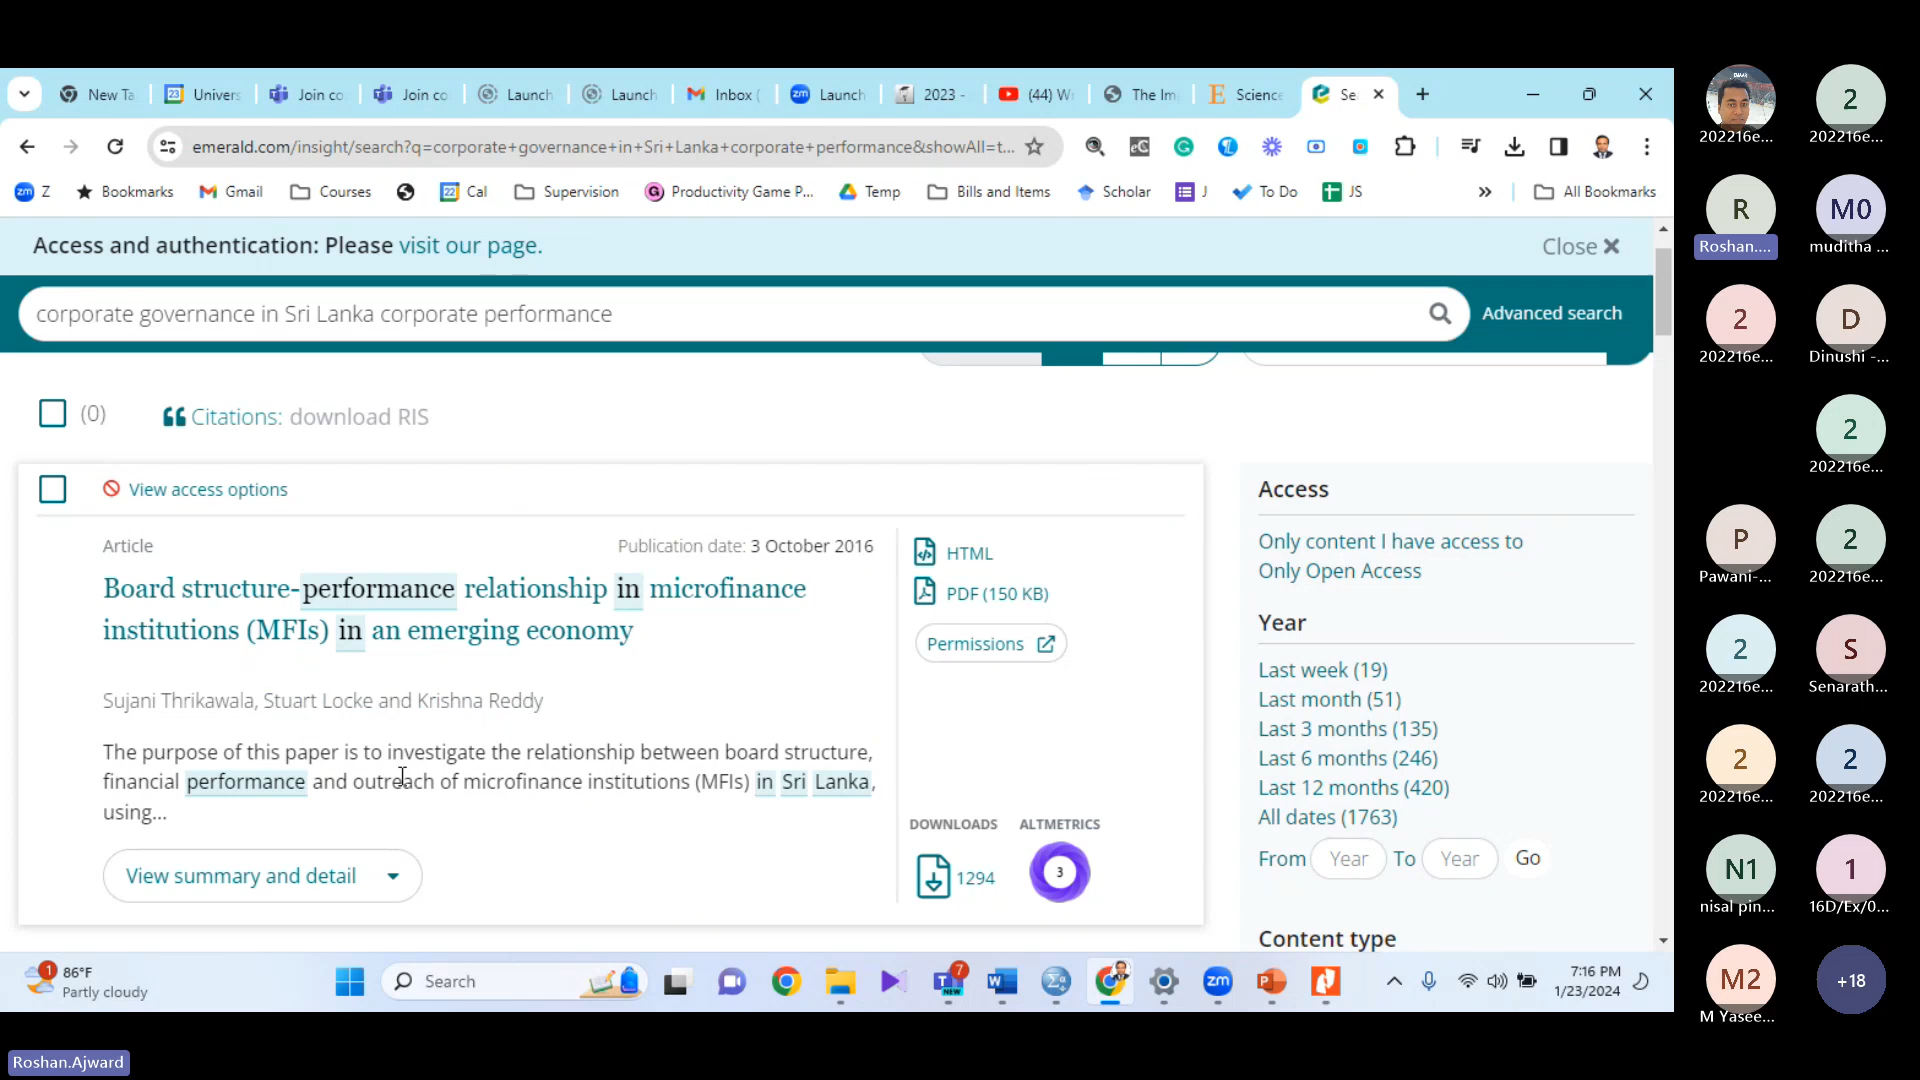 New Ta
23 Univers
Join co
Join co
Launch
Launch
Inbox (
zm Launch
2023 -
(44) W
The Im
Science
Se
emerald.com/insight/search?q=corporate+governance+in+Sri+Lanka+corporate+performance&showAll=t...
zm Z
Bookmarks
Gmail
Courses
22 Cal
Supervision
Productivity Game P...
Temp
Bills and Items
Scholar
J
To Do
JS
All Bookmarks
Access and authentication: Please visit our page.
Close
corporate governance in Sri Lanka corporate performance
Advanced search
(0)
Citations: download RIS
View access options
Article
Publication date: 3 October 2016
Board structure-performance relationship in microfinance
institutions (MFIs) in an emerging economy
Sujani Thrikawala, Stuart Locke and Krishna Reddy
The purpose of this paper is to investigate the relationship between board structure,
financial performance and outreach of microfinance institutions (MFIs) in Sri Lanka,
using...
View summary and detail
HTML
PDF (150 KB)
Permissions
DOWNLOADS
ALTMETRICS
1294
3
Access
Only content I have access to
Only Open Access
Year
Last week (19)
Last month (51)
Last 3 months (135)
Last 6 months (246)
Last 12 months (420)
All dates (1763)
From Year To Year Go
Content type
1
86°F
Partly cloudy
Search
7
NEW
zm
7:16 PM
1/23/2024
202216e...
2
202216e...
R
Roshan....
M0
muditha ...
2
202216e...
D
Dinushi -...
2
202216e...
P
Pawani-...
2
202216e...
2
202216e...
S
Senarath...
2
202216e...
2
202216e...
N1
nisal pin...
1
16D/Ex/0...
M2
M Yasee...
+18
Roshan.Ajward